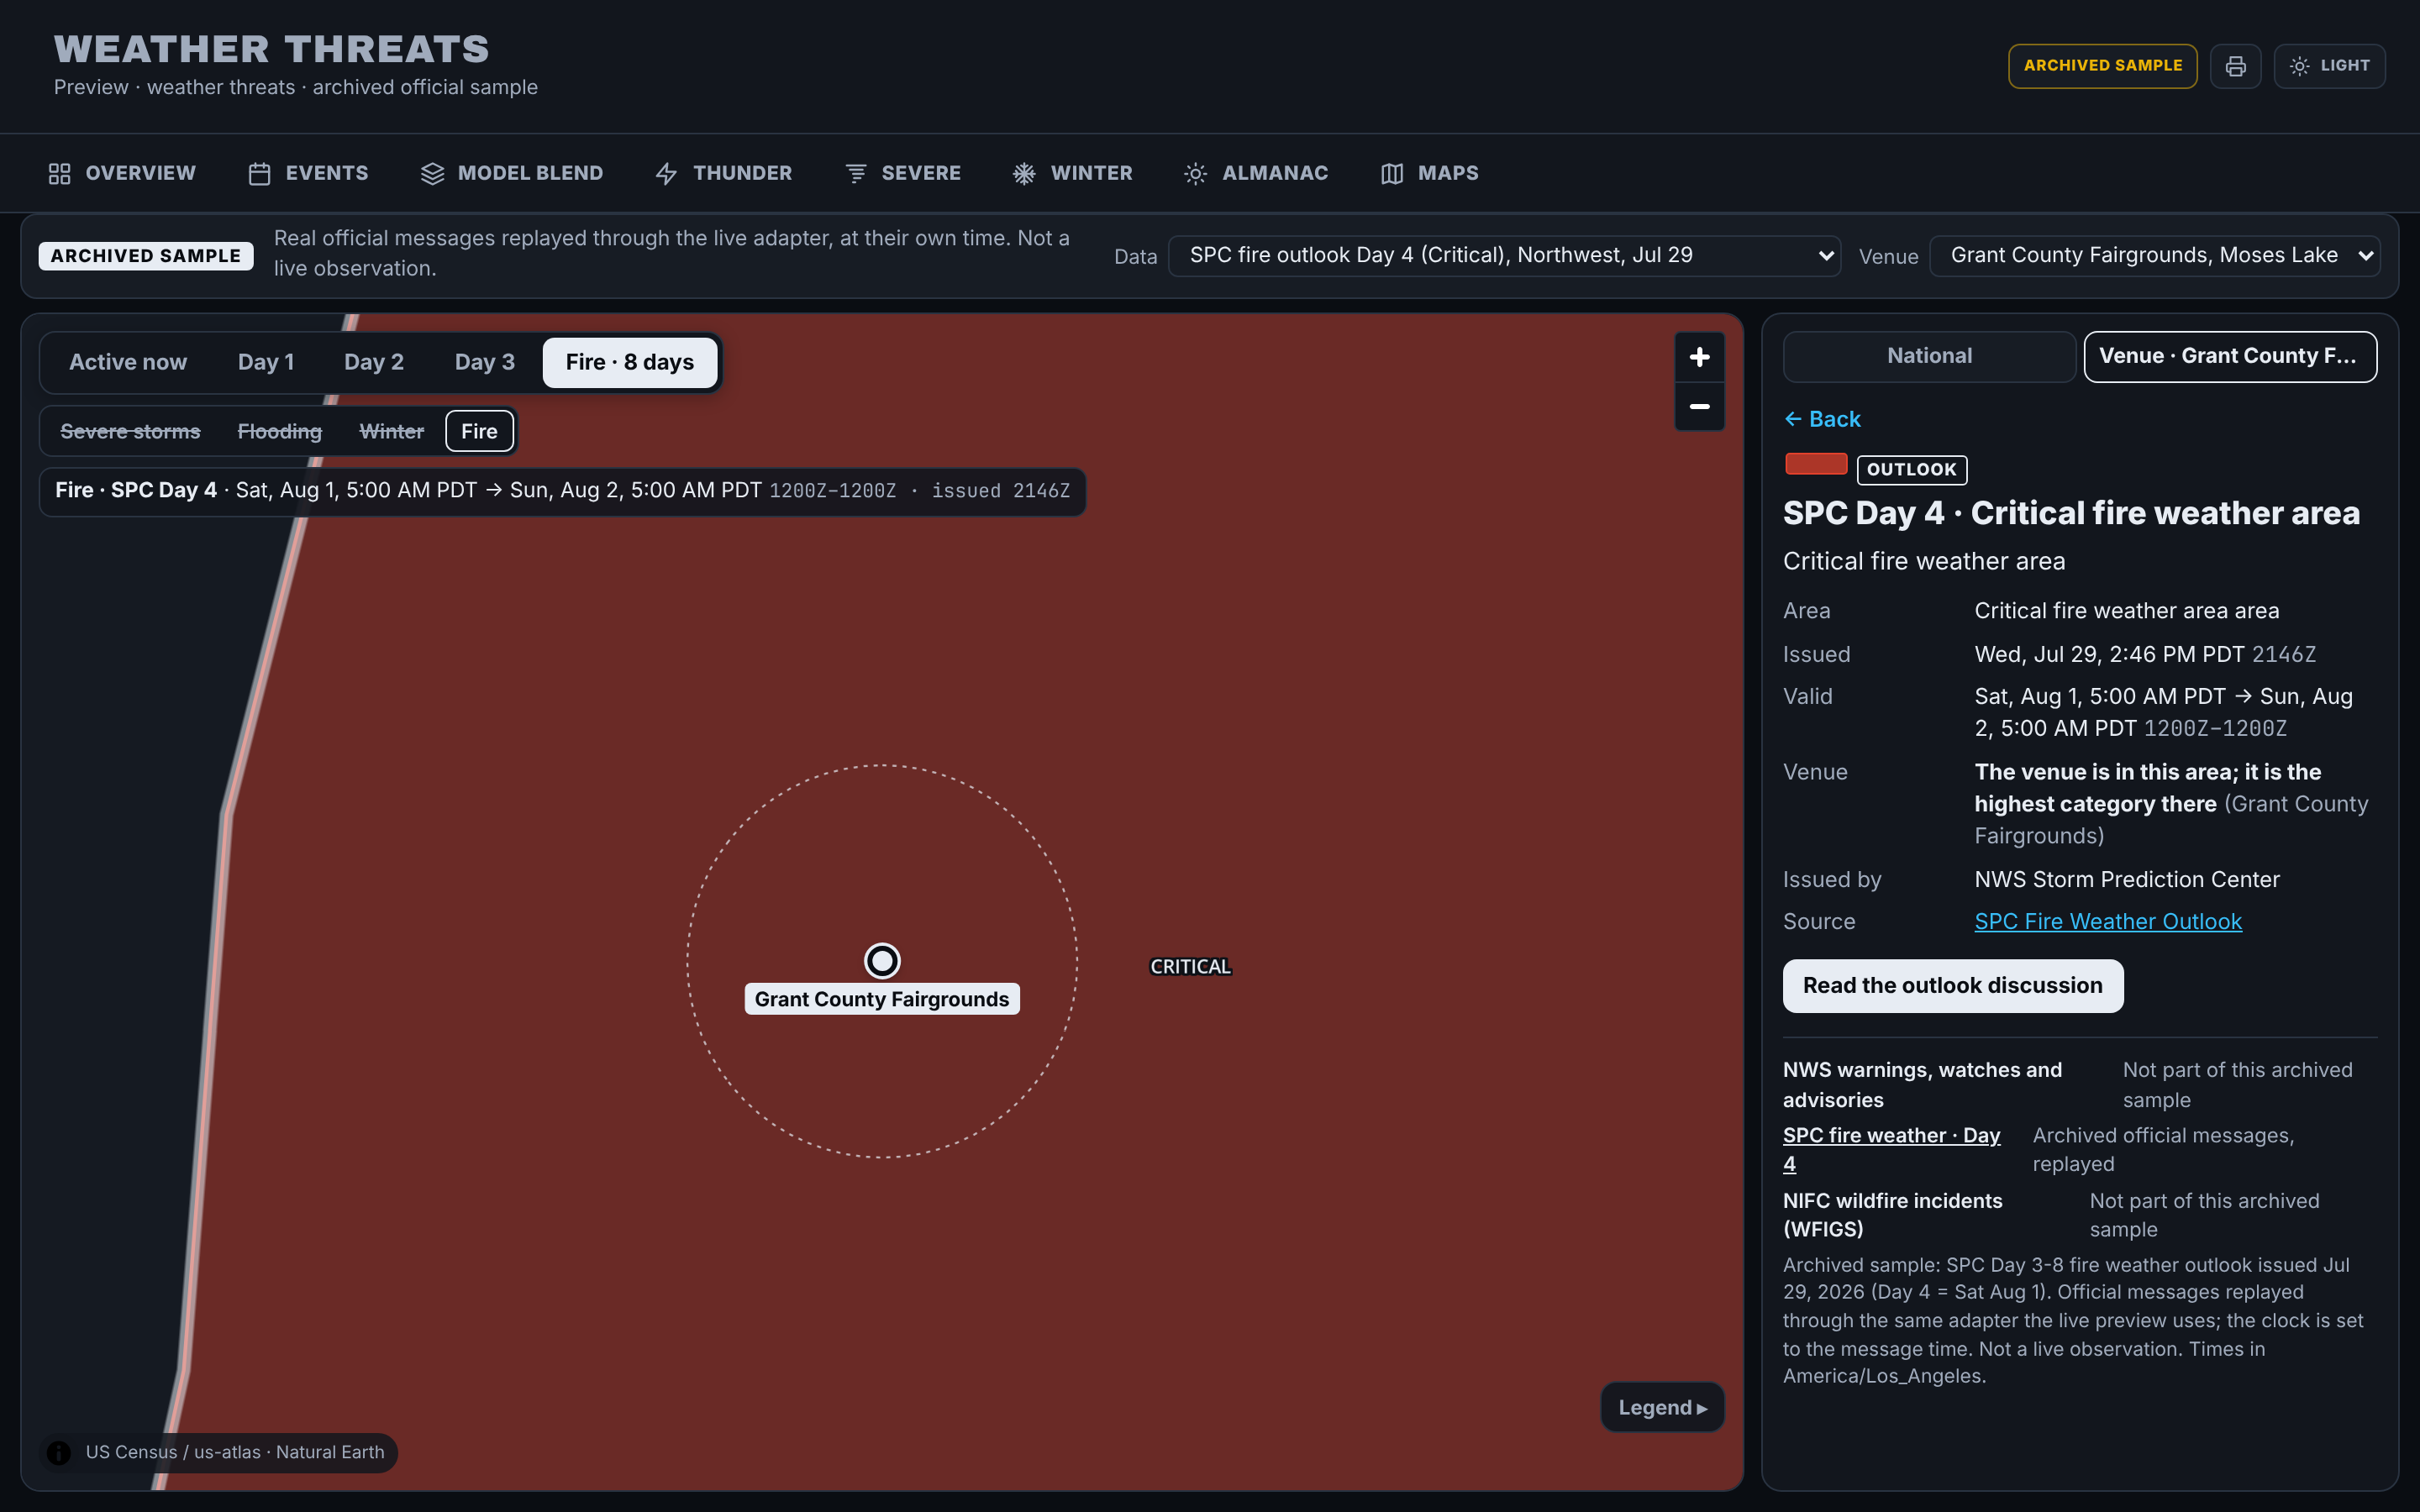 WEATHER THREATS
Preview · weather threats · archived official sample
ARCHIVED SAMPLE
LIGHT
OVERVIEW
EVENTS
MODEL BLEND
THUNDER
SEVERE
WINTER
ALMANAC
MAPS
ARCHIVED SAMPLE
Real official messages replayed through the live adapter, at their own time. Not a
live observation.
Data
SPC fire outlook Day 4 (Critical), Northwest, Jul 29
Venue
Grant County Fairgrounds, Moses Lake
Active now
Day 1
Day 2
Day 3
Fire · 8 days
Severe storms
Flooding
Winter
Fire
Fire · SPC Day 4 · Sat, Aug 1, 5:00 AM PDT → Sun, Aug 2, 5:00 AM PDT 1200Z–1200Z · issued 2146Z
+
−
Grant County Fairgrounds
CRITICAL
Legend ▸
US Census / us-atlas · Natural Earth
National
Venue · Grant County F...
← Back
OUTLOOK
SPC Day 4 · Critical fire weather area
Critical fire weather area
Area
Critical fire weather area area
Issued
Wed, Jul 29, 2:46 PM PDT 2146Z
Valid
Sat, Aug 1, 5:00 AM PDT → Sun, Aug
2, 5:00 AM PDT 1200Z–1200Z
Venue
The venue is in this area; it is the
highest category there (Grant County
Fairgrounds)
Issued by
NWS Storm Prediction Center
Source
SPC Fire Weather Outlook
Read the outlook discussion
NWS warnings, watches and
advisories
Not part of this archived
sample
SPC fire weather · Day
4
Archived official messages,
replayed
NIFC wildfire incidents
(WFIGS)
Not part of this archived
sample
Archived sample: SPC Day 3-8 fire weather outlook issued Jul
29, 2026 (Day 4 = Sat Aug 1). Official messages replayed
through the same adapter the live preview uses; the clock is set
to the message time. Not a live observation. Times in
America/Los_Angeles.